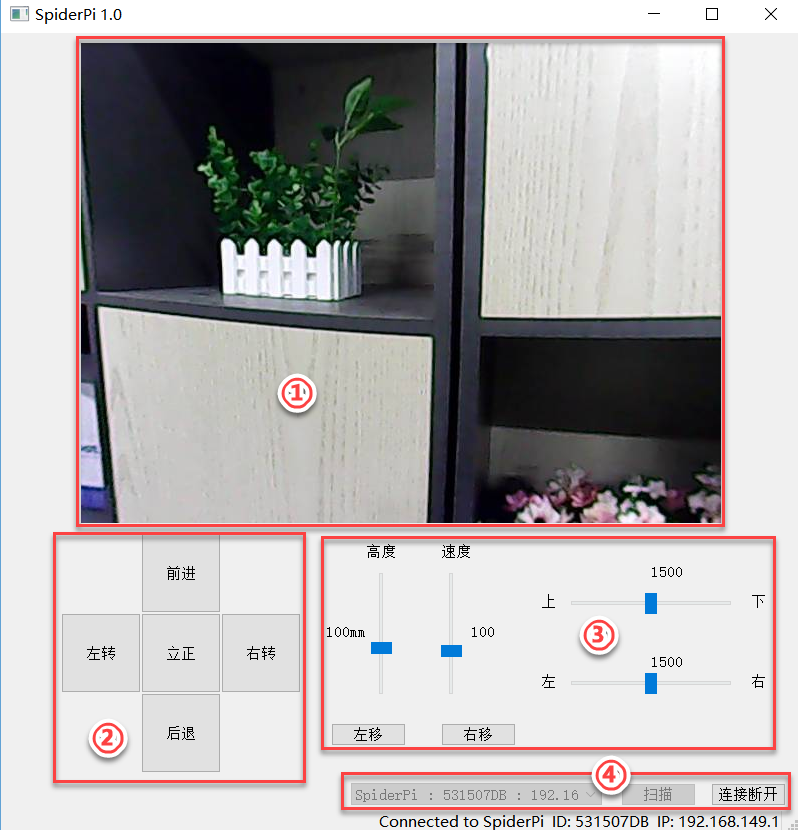 SpiderPi 1.0
①
前进
左转 立正 右转
后退
②
高度 速度
100mm 100
1500
上 下
③
1500
左 右
左移 右移
④
SpiderPi : 531507DB : 192.16 扫描 连接断开
Connected to SpiderPi ID: 531507DB IP: 192.168.149.1